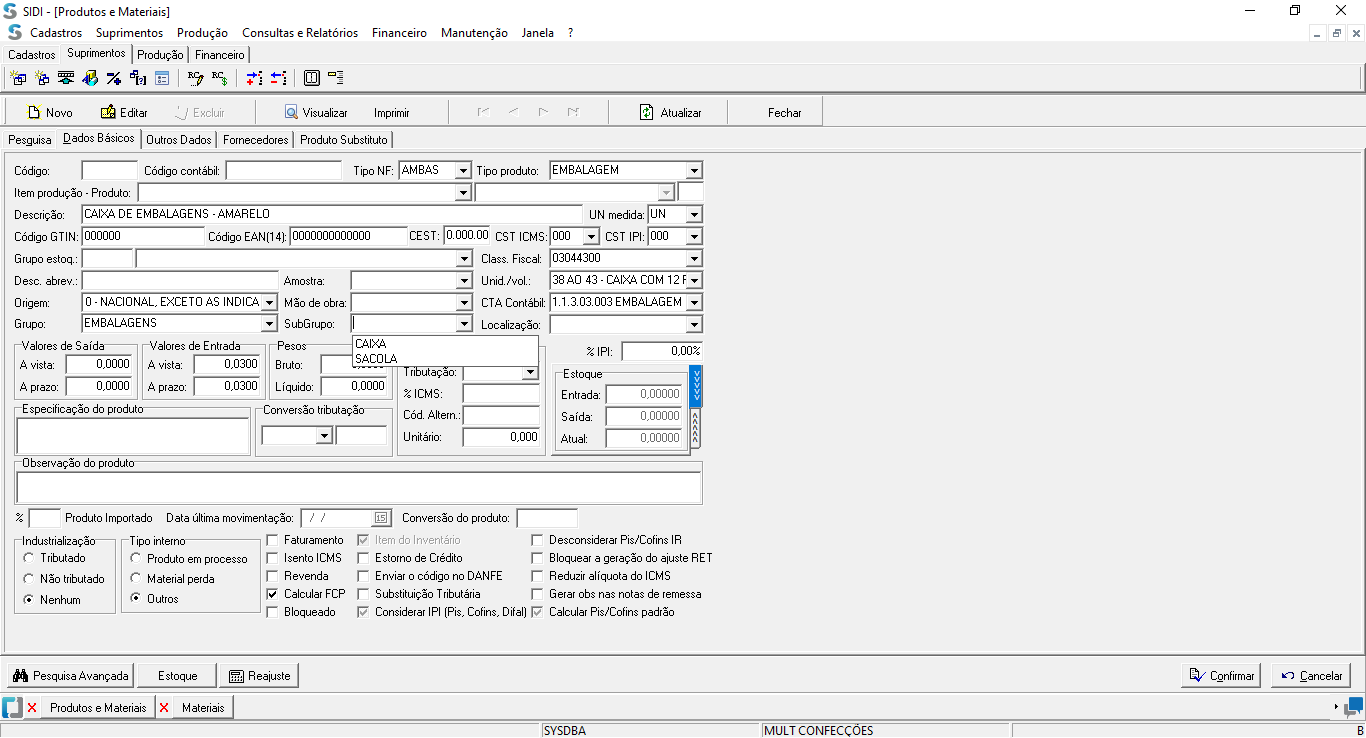 SIDI - [Produtos e Materiais]
Cadastros Suprimentos Produção Consultas e Relatórios Financeiro Manutenção Janela ?
Cadastros Suprimentos Produção Financeiro
Novo Editar Excluir Visualizar Imprimir Atualizar Fechar
Pesquisa Dados Básicos Outros Dados Fornecedores Produto Substituto
Código: Código contábil: Tipo NF: AMBAS Tipo produto: EMBALAGEM
Item produção - Produto:
Descrição: CAIXA DE EMBALAGENS - AMARELO UN medida: UN
Código GTIN: 000000 Código EAN(14): 0000000000000 CEST: 0.000.00 CST ICMS: 000 CST IPI: 000
Grupo estoq.: Class. Fiscal: 03044300
Desc. abrev.: Amostra: Unid./vol.: 38 AO 43 - CAIXA COM 12 F
Origem: 0 - NACIONAL, EXCETO AS INDICA Mão de obra: CTA Contábil: 1.1.3.03.003 EMBALAGEM
Grupo: EMBALAGENS SubGrupo: Localização:
CAIXA
SACOLA
Valores de Saída Valores de Entrada Pesos % IPI: 0,00%
A vista: 0,0000 A vista: 0,0300 Bruto: Tributação:
A prazo: 0,0000 A prazo: 0,0300 Líquido: 0,0000 % ICMS:
Estoque
Entrada: 0,00000
Saída: 0,00000
Atual: 0,00000
Especificação do produto Conversão tributação Cód. Altern.:
Unitário: 0,000
Observação do produto
% Produto Importado Data última movimentação: / / 15 Conversão do produto:
Industrialização Tipo interno Faturamento Item do Inventário Desconsiderar Pis/Cofins IR
Tributado Produto em processo Isento ICMS Estorno de Crédito Bloquear a geração do ajuste RET
Não tributado Material perda Revenda Enviar o código no DANFE Reduzir alíquota do ICMS
Nenhum Outros Calcular FCP Substituição Tributária Gerar obs nas notas de remessa
Bloqueado Considerar IPI (Pis, Cofins, Difal) Calcular Pis/Cofins padrão
Pesquisa Avançada Estoque Reajuste Confirmar Cancelar
Produtos e Materiais Materiais
SYSDBA MULT CONFECÇÕES B